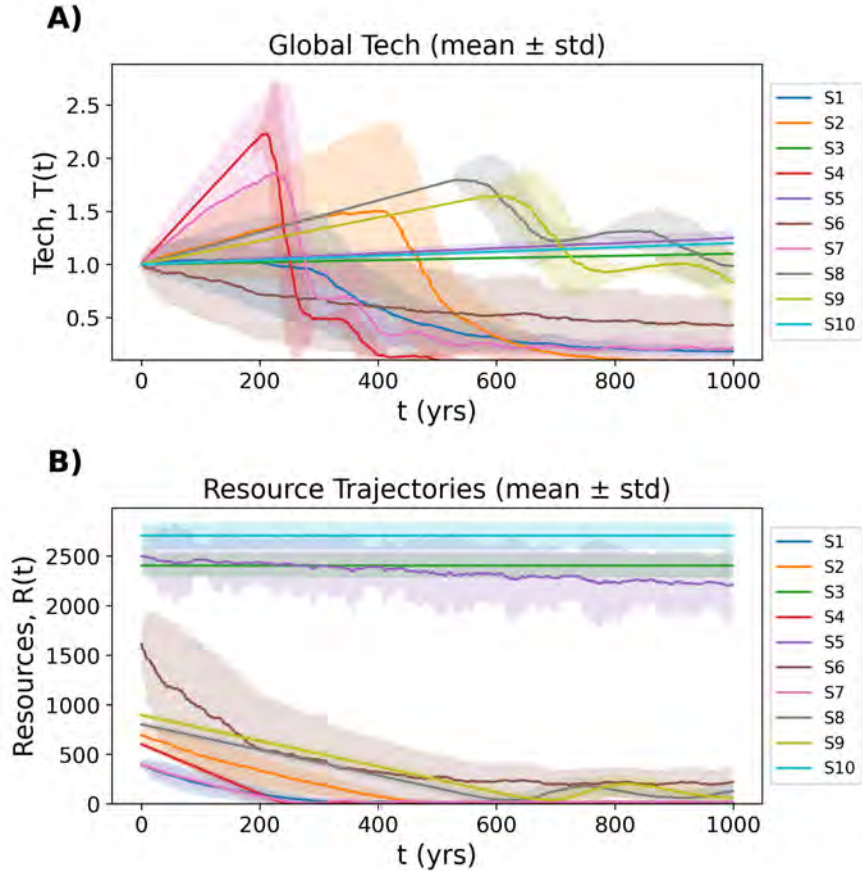 A)
Global Tech (mean ± std)
Tech, T(t)
2.5
2.0
1.5
1.0
0.5
0
200
400
600
800
1000
t (yrs)
S1
S2
S3
S4
S5
S6
S7
S8
S9
S10
B)
Resource Trajectories (mean ± std)
Resources, R(t)
2500
2000
1500
1000
500
0
0
200
400
600
800
1000
t (yrs)
S1
S2
S3
S4
S5
S6
S7
S8
S9
S10